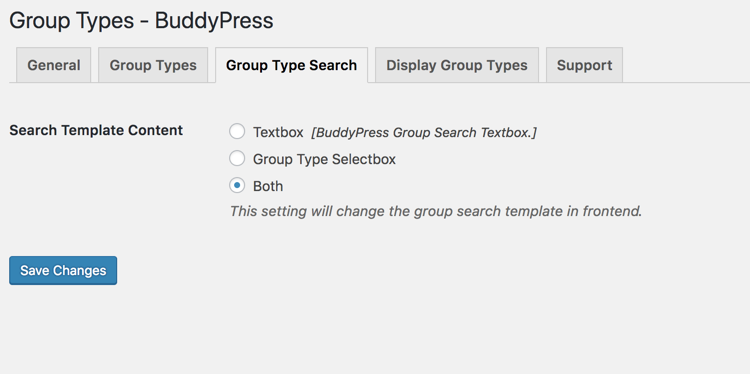 Group Types - BuddyPress
General Group Types Group Type Search Display Group Types Support
Search Template Content
Textbox [BuddyPress Group Search Textbox.]
Group Type Selectbox
Both
This setting will change the group search template in frontend.
Save Changes